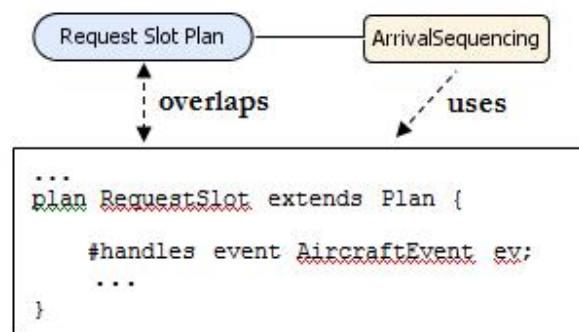 Request Slot Plan
ArrivalSequencing
overlaps
uses
...
plan RequestSlot extends Plan {
#handles event AircraftEvent ev;
...
}